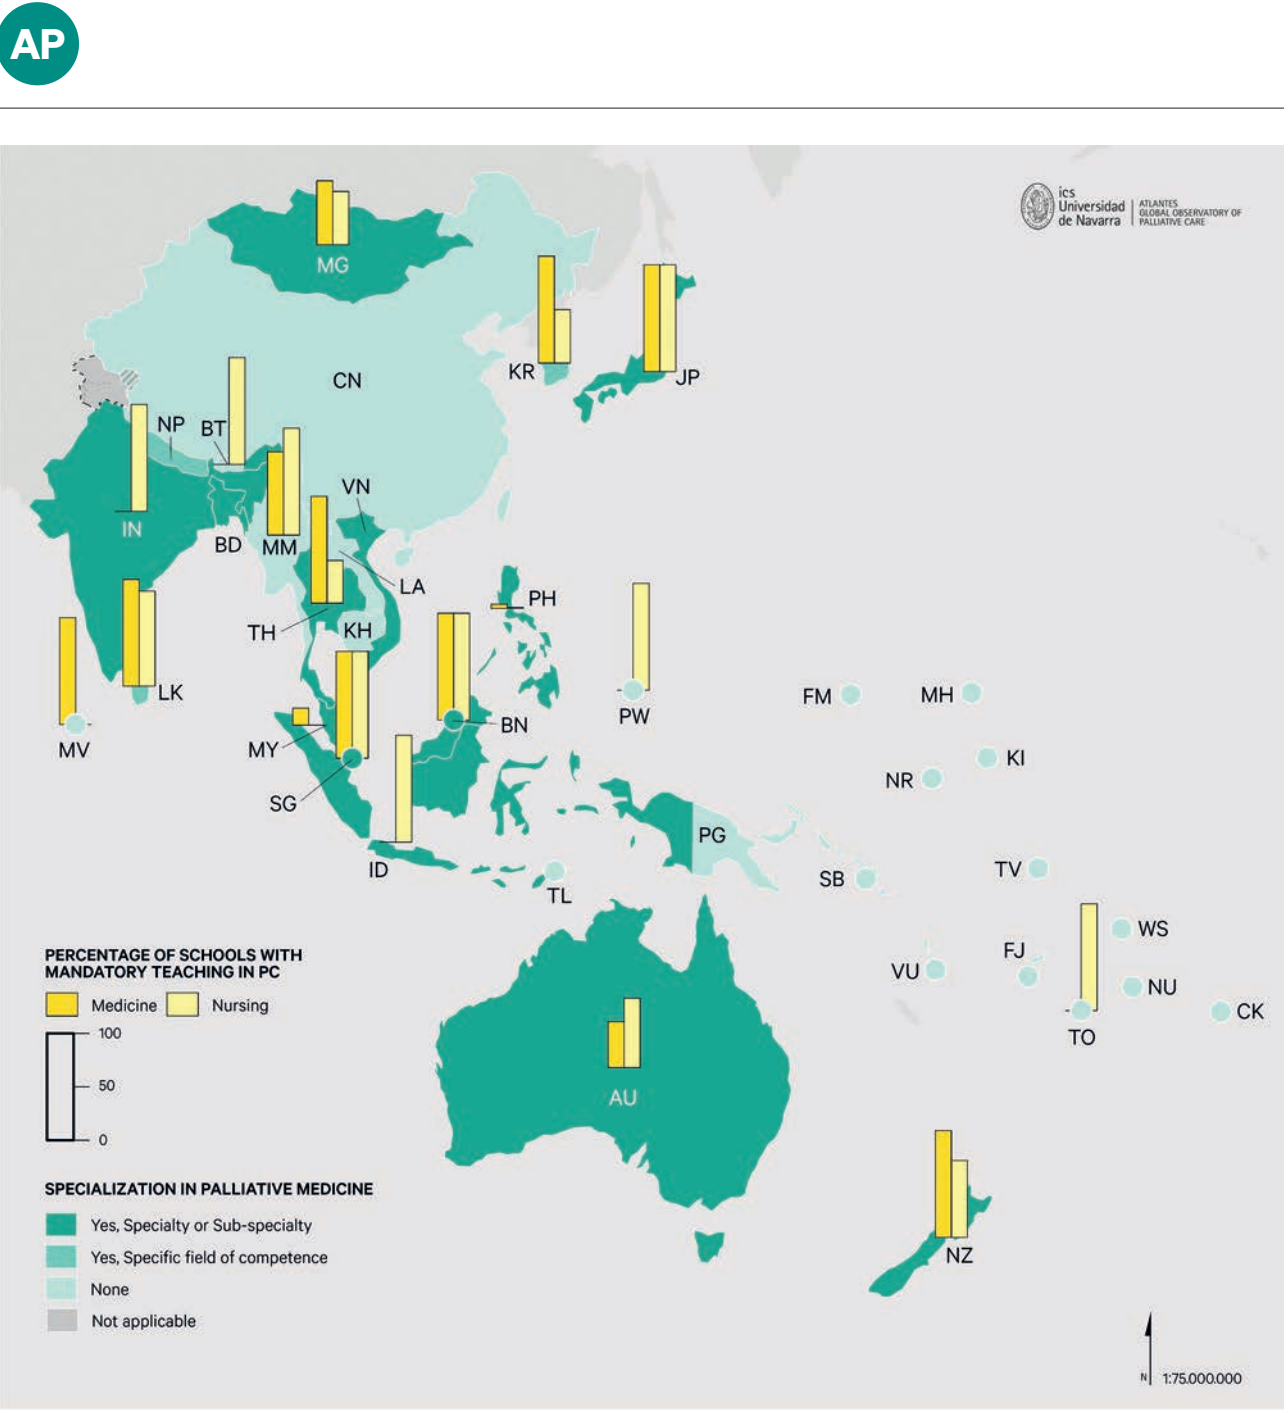 AP
ics
Universidad
de Navarra
ATLANTES
GLOBAL OBSERVATORY OF
PALLIATIVE CARE
MG
KR
JP
CN
NP
BT
VN
IN
BD
MM
LA
PH
TH
KH
LK
MV
MY
BN
PW
FM
MH
KI
NR
SG
PG
ID
TL
SB
TV
WS
FJ
VU
NU
CK
TO
AU
NZ
PERCENTAGE OF SCHOOLS WITH
MANDATORY TEACHING IN PC
Medicine
Nursing
100
50
0
SPECIALIZATION IN PALLIATIVE MEDICINE
Yes, Specialty or Sub-specialty
Yes, Specific field of competence
None
Not applicable
N
1:75.000.000